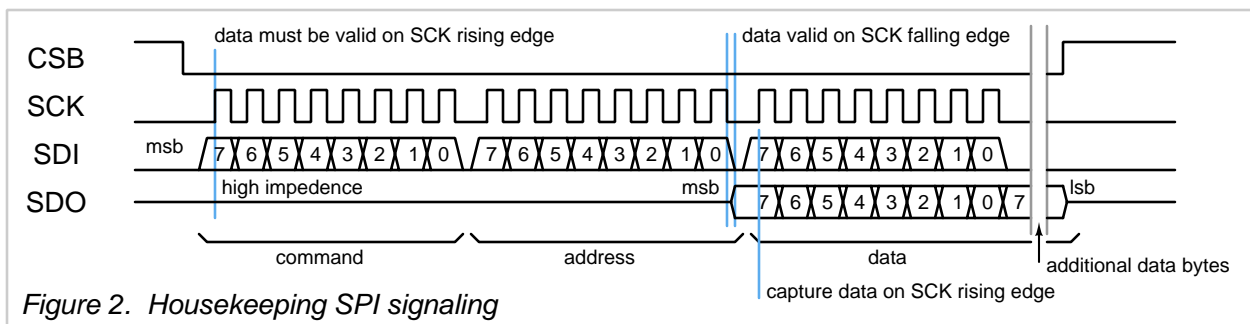 data must be valid on SCK rising edge
data valid on SCK falling edge
CSB
SCK
SDI
msb
7 6 5 4 3 2 1 0
7 6 5 4 3 2 1 0
7 6 5 4 3 2 1 0
high impedence
msb
lsb
SDO
7 6 5 4 3 2 1 0 7
command
address
data
additional data bytes
capture data on SCK rising edge
Figure 2. Housekeeping SPI signaling